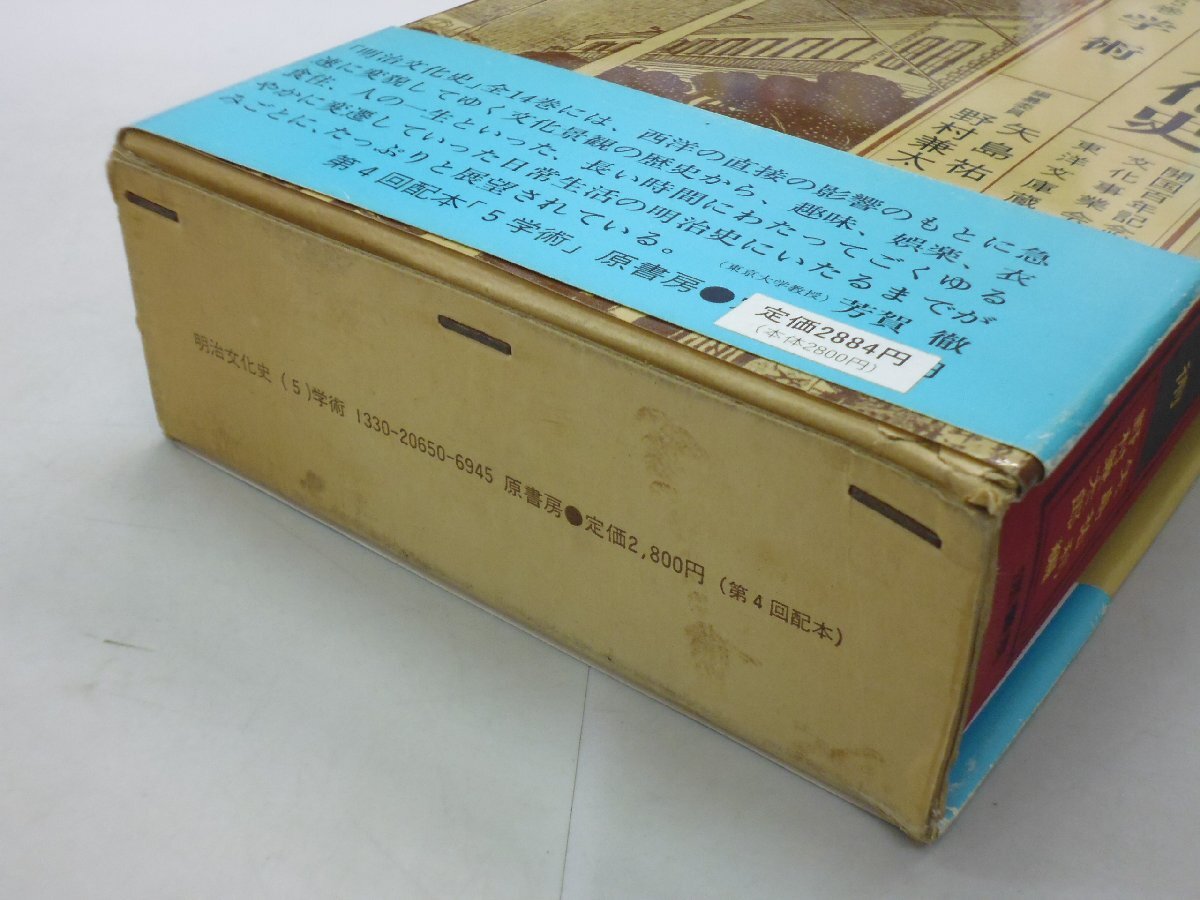 学術
化史
編集委員 矢島祐
野村兼太
開国百年記念
文化事業会
東洋文庫蔵
「明治文化史」全14巻には、西洋の直接の影響のもとに急
速に変貌してゆく文化景観の歴史から、趣味、娯楽、衣
食住、人の一生といった、長い時間にわたってごくゆる
やかに変遷していった日常生活の明治史にいたるまでが
みごとに、たっぷりと展望されている。
(東京大学教授)芳賀 徹
第4回配本「5学術」原書房●
定価2884円
(本体2800円)
円
明治文化史 (5)学術 1330-20650-6945 原書房●定価2,800円 (第4回配本)